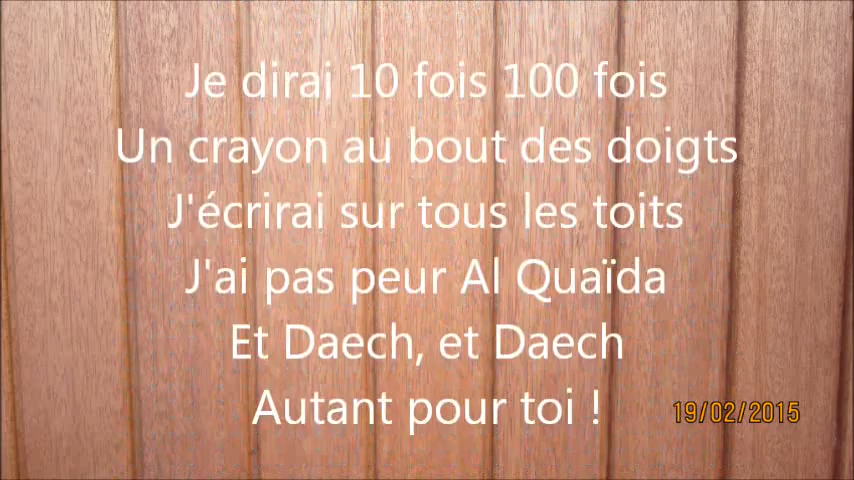 Je dirai 10 fois 100 fois
Un crayon au bout des doigts
J'écrirai sur tous les toits
J'ai pas peur Al Quaïda
Et Daech, et Daech
Autant pour toi !
19/02/2015